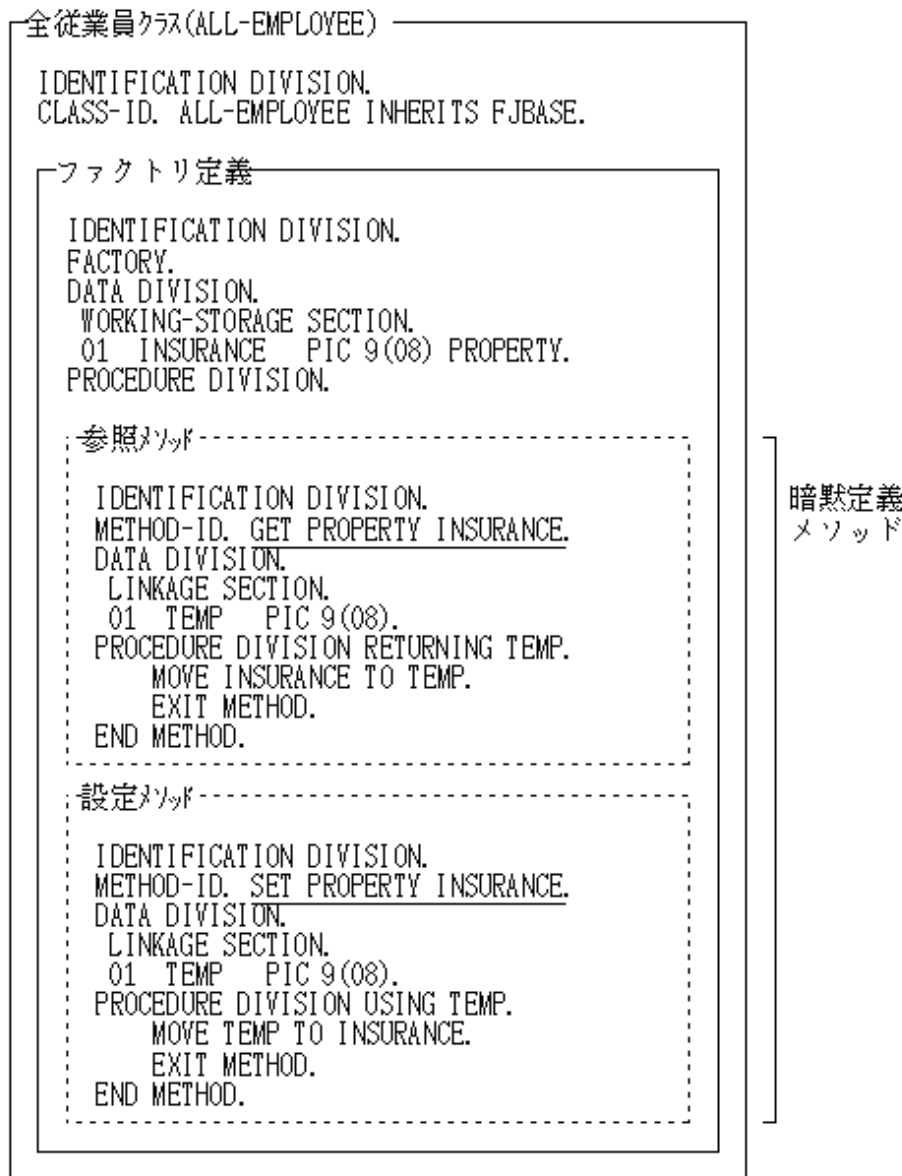 全従業員クラス(ALL-EMPLOYEE)
IDENTIFICATION DIVISION.
CLASS-ID. ALL-EMPLOYEE INHERITS FJBASE.
ファクトリ定義
IDENTIFICATION DIVISION.
FACTORY.
DATA DIVISION.
WORKING-STORAGE SECTION.
01 INSURANCE PIC 9(08) PROPERTY.
PROCEDURE DIVISION.
参照メソッド
IDENTIFICATION DIVISION.
METHOD-ID. GET PROPERTY INSURANCE.
DATA DIVISION.
LINKAGE SECTION.
01 TEMP PIC 9(08).
PROCEDURE DIVISION RETURNING TEMP.
MOVE INSURANCE TO TEMP.
EXIT METHOD.
END METHOD.
設定メソッド
IDENTIFICATION DIVISION.
METHOD-ID. SET PROPERTY INSURANCE.
DATA DIVISION.
LINKAGE SECTION.
01 TEMP PIC 9(08).
PROCEDURE DIVISION USING TEMP.
MOVE TEMP TO INSURANCE.
EXIT METHOD.
END METHOD.
暗黙定義
メソッド